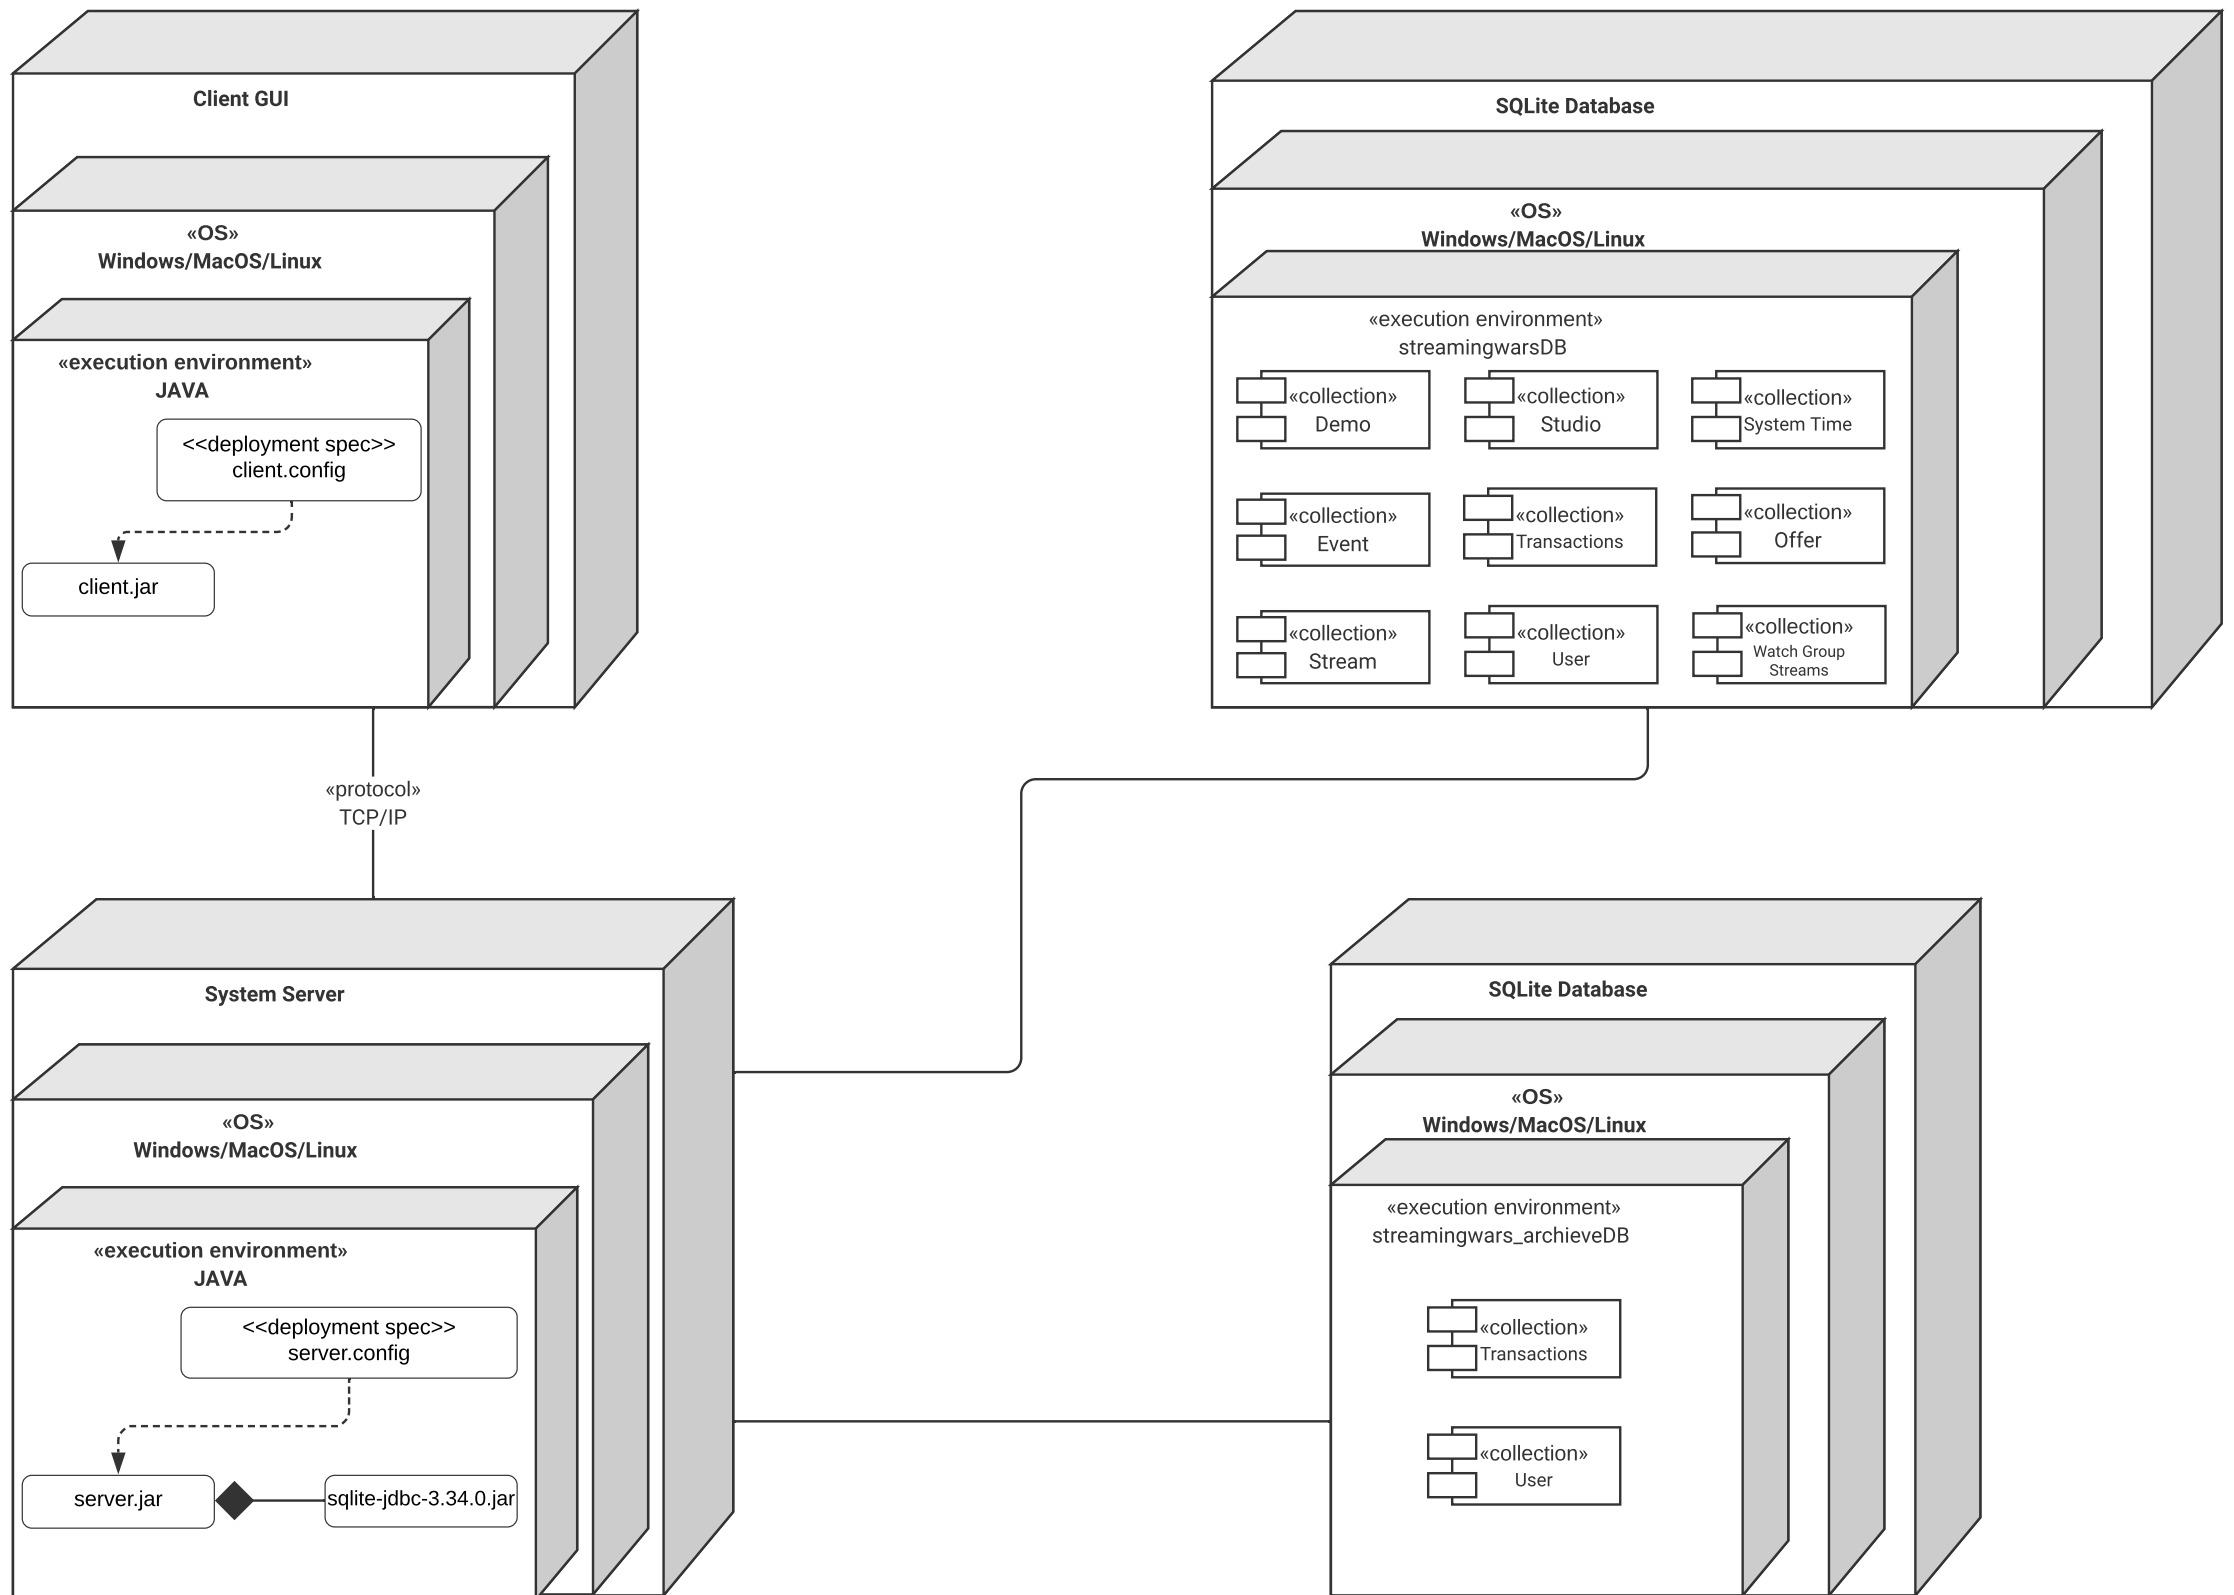 Client GUI
«OS»
Windows/MacOS/Linux
«execution environment»
JAVA
<<deployment spec>>
client.config
client.jar
SQLite Database
«OS»
Windows/MacOS/Linux
«execution environment»
streamingwarsDB
«collection»
Demo
«collection»
Studio
«collection»
System Time
«collection»
Event
«collection»
Transactions
«collection»
Offer
«collection»
Stream
«collection»
User
«collection»
Watch Group
Streams
«protocol»
TCP/IP
System Server
«OS»
Windows/MacOS/Linux
«execution environment»
JAVA
<<deployment spec>>
server.config
server.jar
sqlite-jdbc-3.34.0.jar
SQLite Database
«OS»
Windows/MacOS/Linux
«execution environment»
streamingwars_archieveDB
«collection»
Transactions
«collection»
User